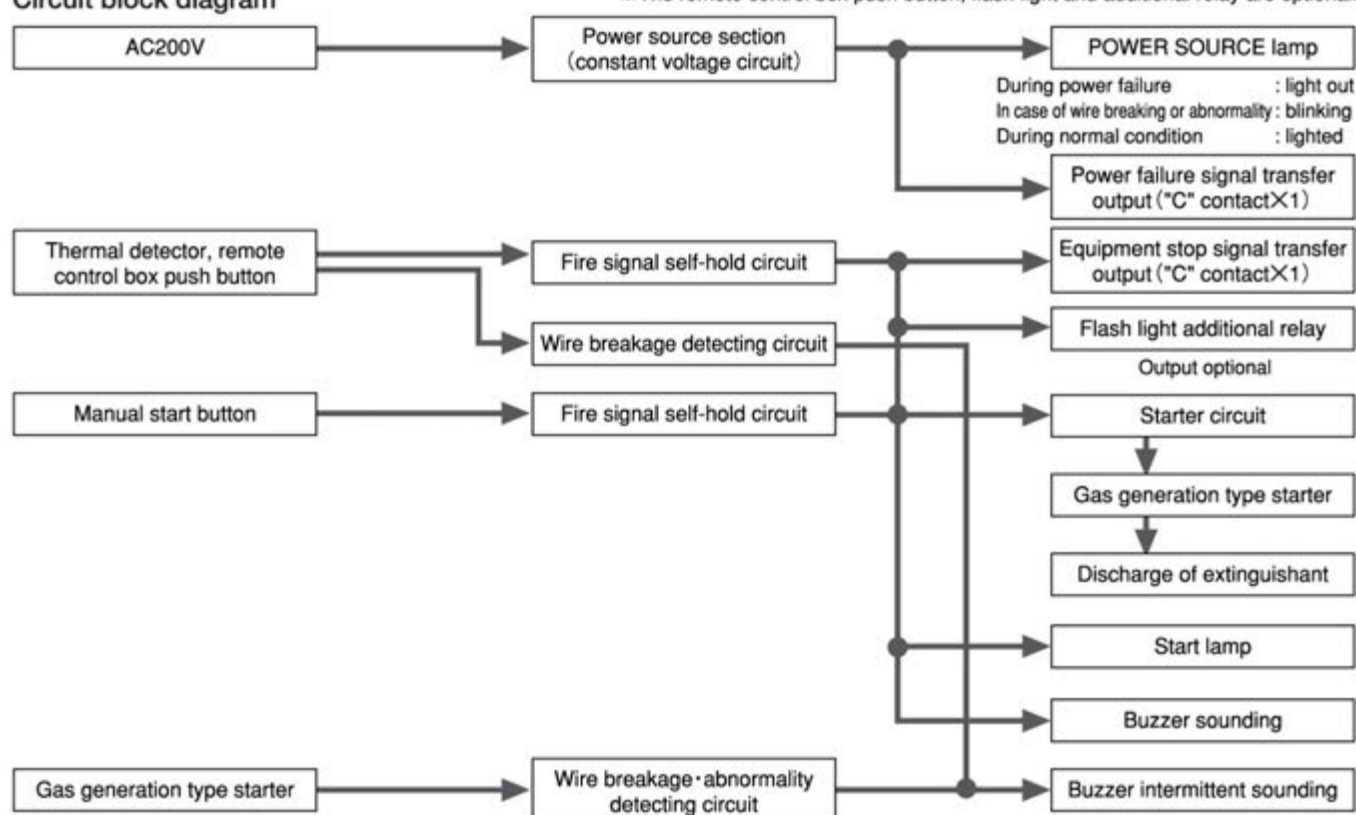 Circuit block diagram
The remote control box push button, flash light and additional relay are optional.
AC200V
Power source section
(constant voltage circuit)
POWER SOURCE lamp
During power failure : light out
In case of wire breaking or abnormality : blinking
During normal condition : lighted
Power failure signal transfer
output ("C" contact×1)
Thermal detector, remote
control box push button
Fire signal self-hold circuit
Equipment stop signal transfer
output ("C" contact×1)
Wire breakage detecting circuit
Flash light additional relay
Output optional
Manual start button
Fire signal self-hold circuit
Starter circuit
Gas generation type starter
Discharge of extinguishant
Start lamp
Buzzer sounding
Gas generation type starter
Wire breakage・abnormality
detecting circuit
Buzzer intermittent sounding